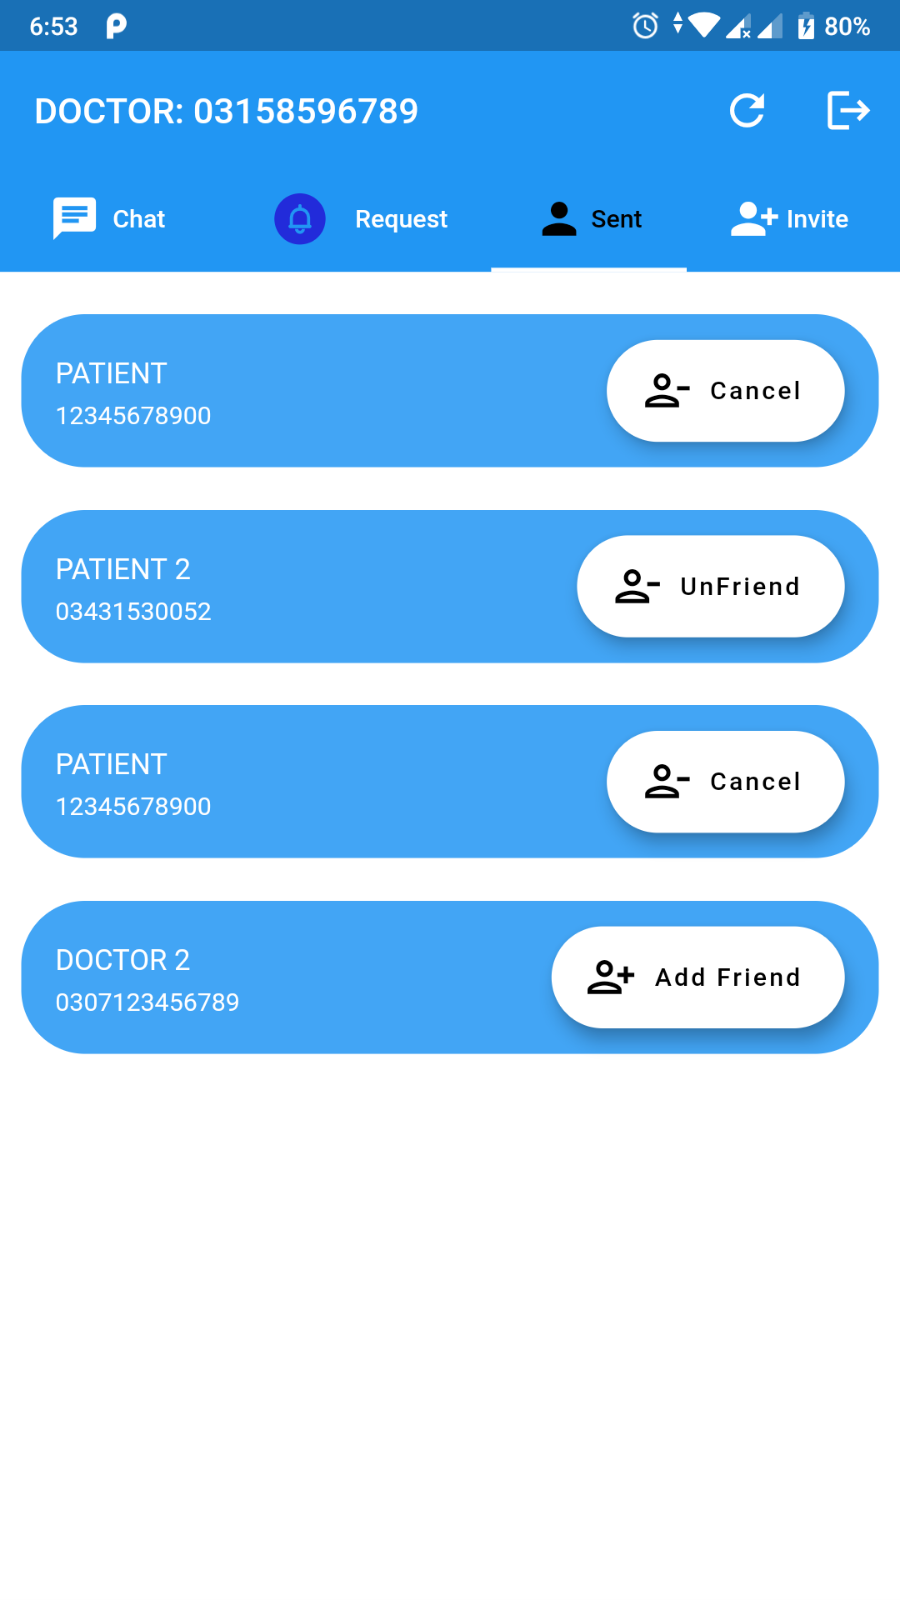 6:53 80%
DOCTOR: 03158596789
Chat Request Sent Invite
PATIENT
12345678900
Cancel
PATIENT 2
03431530052
UnFriend
PATIENT
12345678900
Cancel
DOCTOR 2
0307123456789
Add Friend